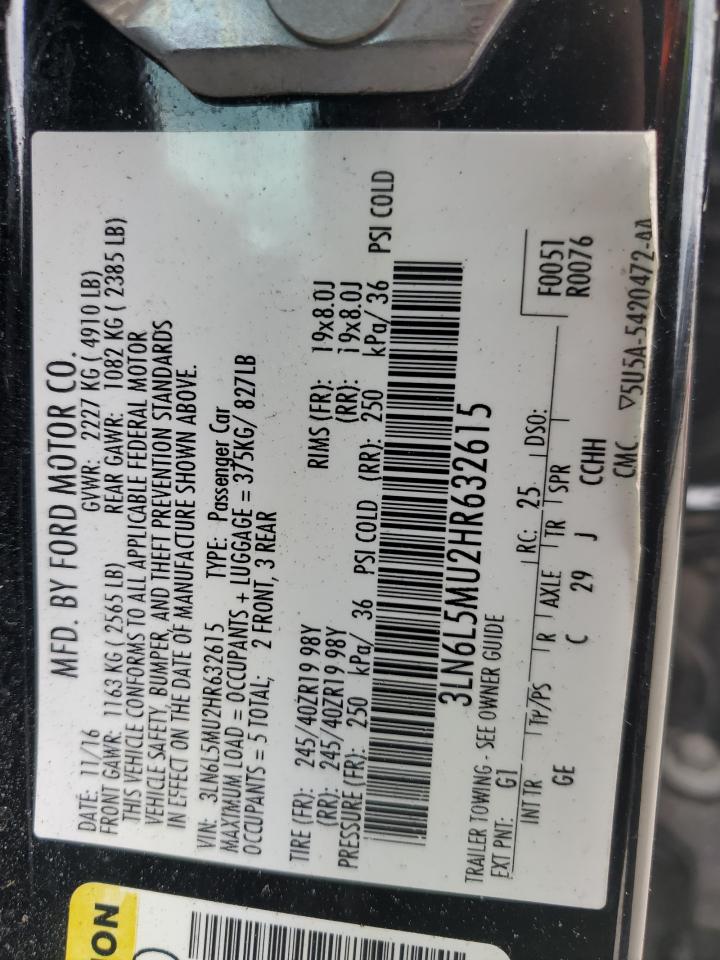 MFD. BY FORD MOTOR CO.
DATE: 11/16 GVWR: 2227 KG ( 4910 LB)
FRONT GAWR: 1163 KG ( 2565 LB) REAR GAWR: 1082 KG ( 2385 LB)
THIS VEHICLE CONFORMS TO ALL APPLICABLE FEDERAL MOTOR
VEHICLE SAFETY, BUMPER, AND THEFT PREVENTION STANDARDS
IN EFFECT ON THE DATE OF MANUFACTURE SHOWN ABOVE.
VIN: 3LN6L5MU2HR632615 TYPE: Passenger Car
MAXIMUM LOAD = OCCUPANTS + LUGGAGE = 375KG/ 827LB
OCCUPANTS = 5 TOTAL; 2 FRONT, 3 REAR
TIRE (FR): 245/40ZR19 98Y RIMS (FR): 19x8.0J
(RR): 245/40ZR19 98Y (RR): 19x8.0J
PRESSURE (FR): 250 kPa/ 36 PSI COLD (RR): 250 kPa/ 36 PSI COLD
3LN6L5MU2HR632615
TRAILER TOWING - SEE OWNER GUIDE
EXT PNT: G1 RC: 25 DSO: F0051
R0076
INT TR TP/PS R AXLE TR SPR
GE C 29 J CCHH
CMC ▽5U5A-5420472-AA
ON